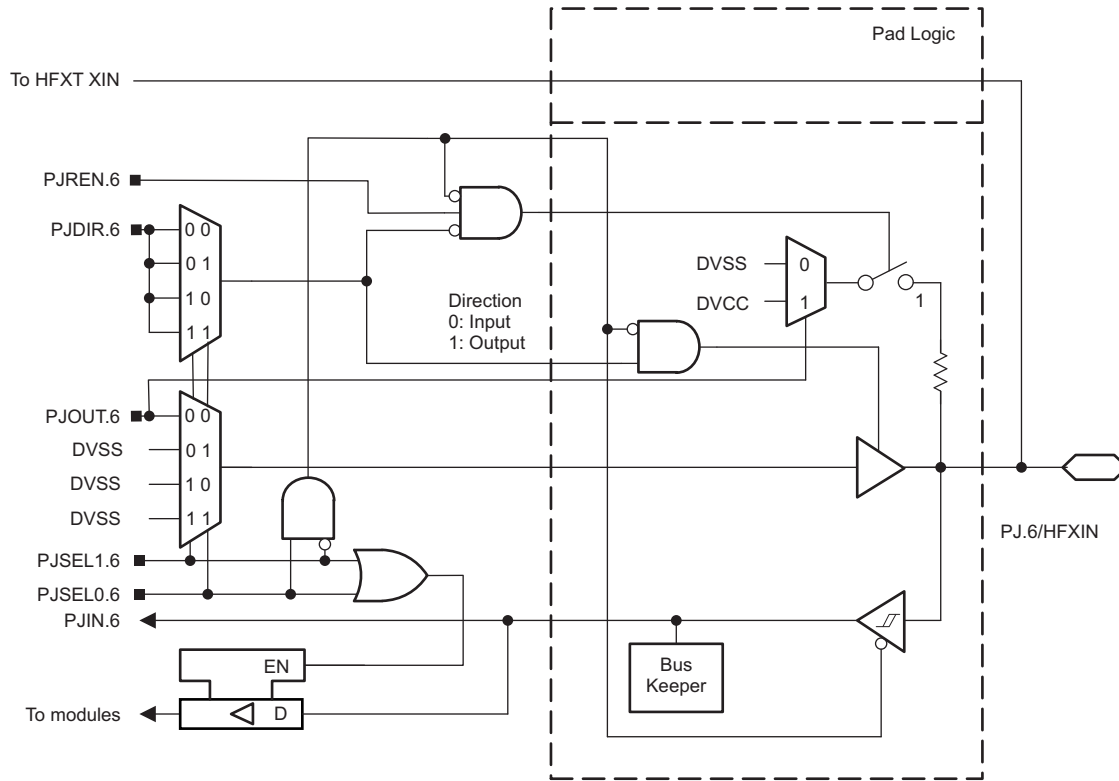 Pad Logic
To HFXT XIN
PJREN.6
PJDIR.6
0 0
0 1
1 0
1 1
Direction
0: Input
1: Output
DVSS
0
DVCC
1
1
PJOUT.6
0 0
DVSS
0 1
DVSS
1 0
DVSS
1 1
PJSEL1.6
PJSEL0.6
PJIN.6
PJ.6/HFXIN
EN
D
To modules
Bus
Keeper